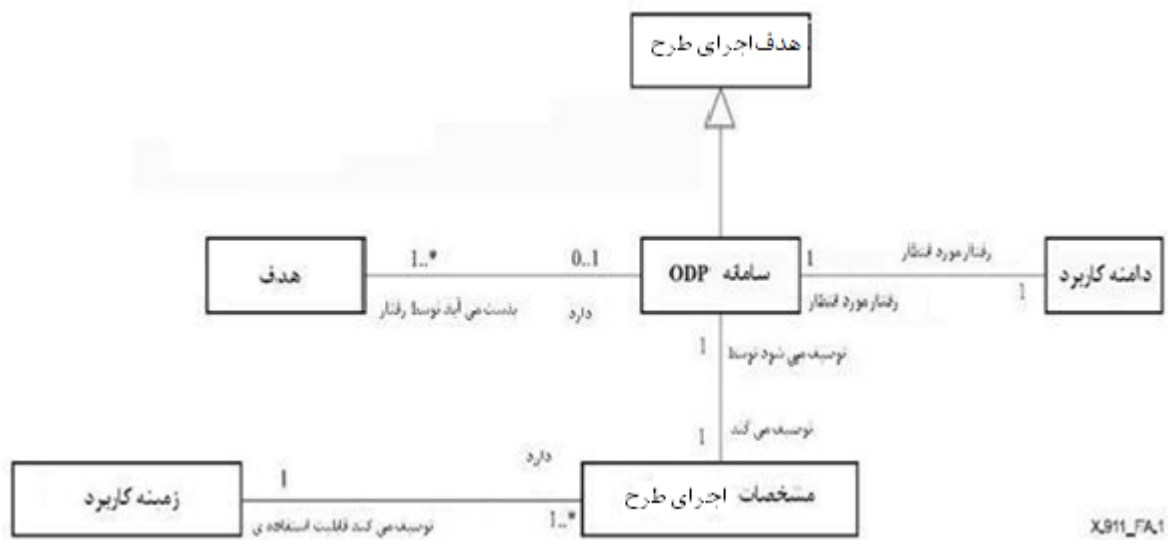 هدف اجرای طرح
هدف
1..*
0..1
سامانه ODP
1
رفتار مورد انتظار
دامنه کاربرد
بدست می آید توسط رفتار
دارد
رفتار مورد انتظار
1
1
توصیف می شود توسط
1
توصیف می کند
زمینه کاربرد
1
دارد
مشخصات اجرای طرح
توصیف می کند قابلیت استفاده ی
1..*
X.911_FA.1